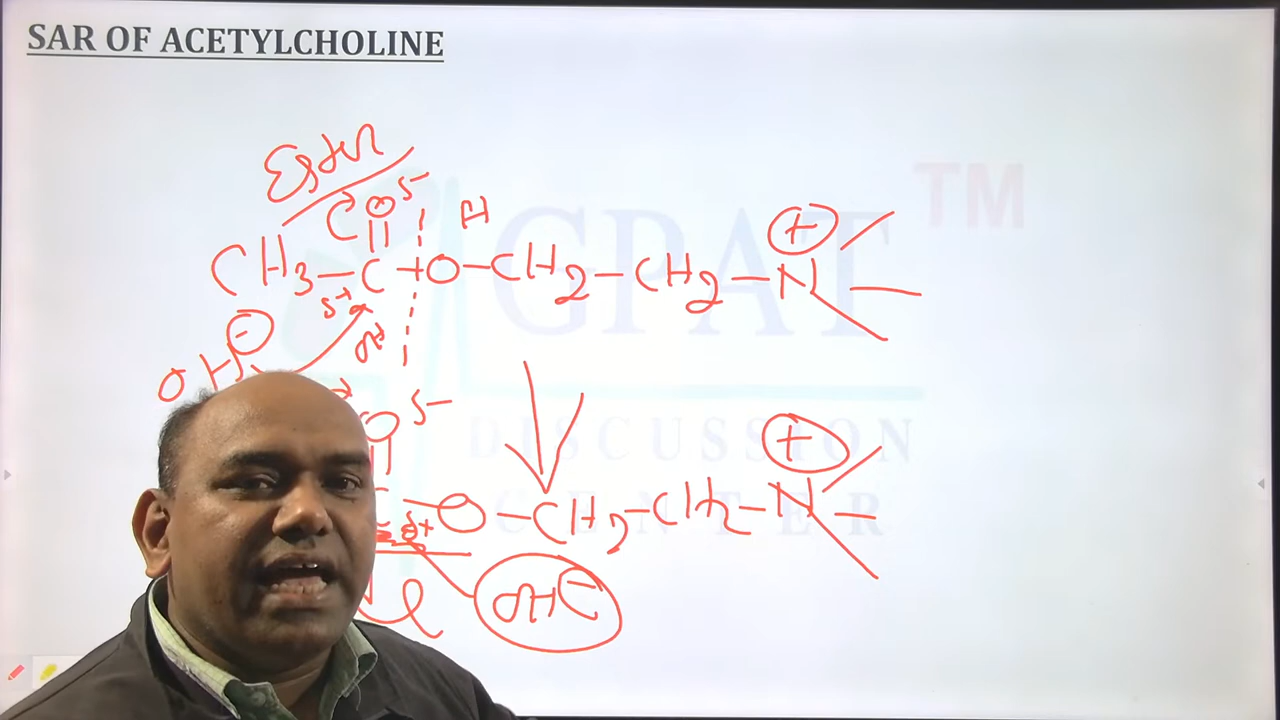 SAR OF ACETYLCHOLINE
Ester
O δ-
H
CH3-C-O-CH2-CH2-N +
δ+
OH -
O δ-
-O-CH2-CH2-N +
δ+
OH -
GPAT TM
DISCUSSION
CENTER